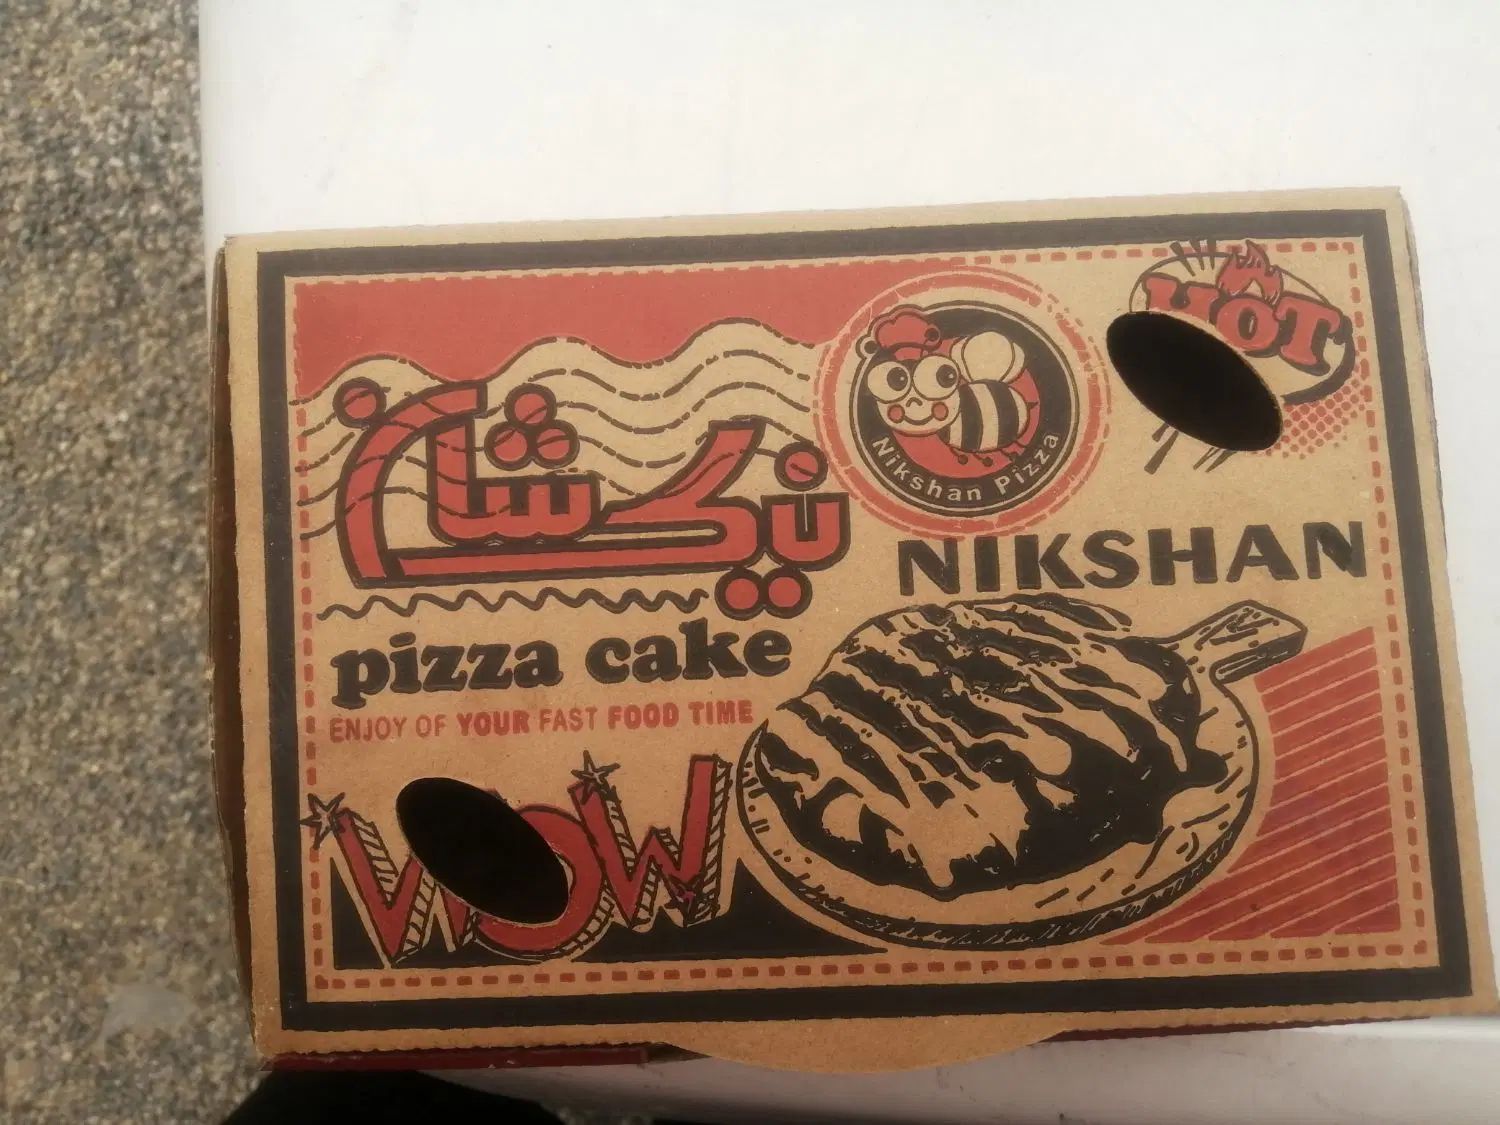 HOT
نیکشان
Nikshan Pizza
NIKSHAN
pizza cake
ENJOY OF YOUR FAST FOOD TIME
WOW